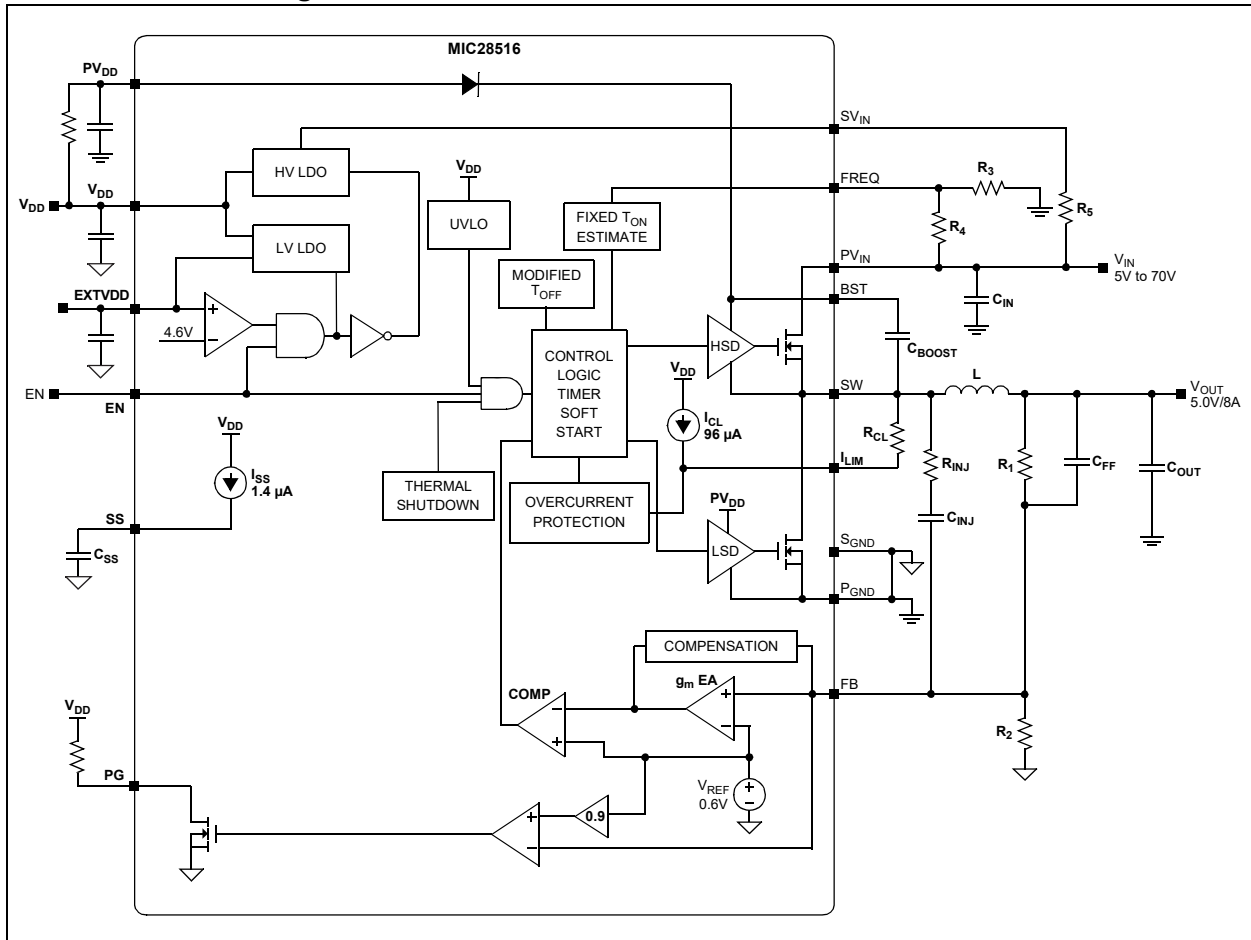 MIC28516
PVDD
SVIN
HV LDO
VDD
FREQ
R3
VDD
VDD
UVLO
FIXED TON
ESTIMATE
R4
R5
LV LDO
MODIFIED
TOFF
PVIN
VIN
5V to 70V
EXTVDD
BST
CIN
4.6V
+
−
HSD
CBOOST
CONTROL
LOGIC
TIMER
SOFT
START
VDD
SW
L
VOUT
5.0V/8A
EN
EN
ICL
96 µA
RCL
VDD
ILIM
RINJ
R1
CFF
COUT
ISS
1.4 µA
THERMAL
SHUTDOWN
OVERCURRENT
PROTECTION
PVDD
CINJ
SS
LSD
SGND
CSS
PGND
COMPENSATION
gm EA
COMP
FB
−
+
+
−
R2
VDD
PG
VREF
0.6V
+
−
0.9
+
−